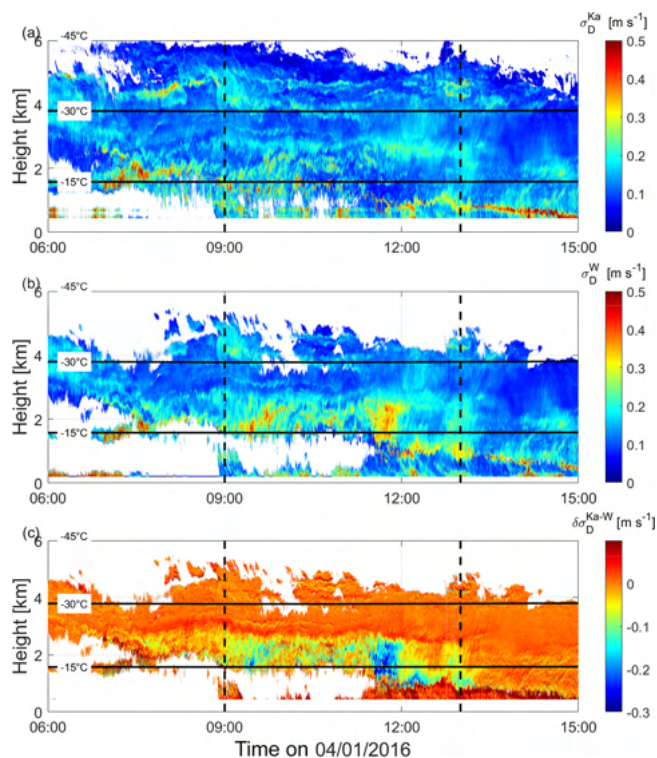 (a)
σ_D^Ka [m s⁻¹]
6
-45°C
0.5
0.4
4
-30°C
0.3
Height [km]
0.2
2
-15°C
0.1
0
0
06:00 09:00 12:00 15:00
(b)
σ_D^W [m s⁻¹]
6
-45°C
0.5
0.4
4
-30°C
0.3
Height [km]
0.2
2
-15°C
0.1
0
0
06:00 09:00 12:00 15:00
(c)
δσ_D^Ka-W [m s⁻¹]
6
-45°C
0
4
-30°C
Height [km]
-0.1
2
-15°C
-0.2
0
-0.3
06:00 09:00 12:00 15:00
Time on 04/01/2016